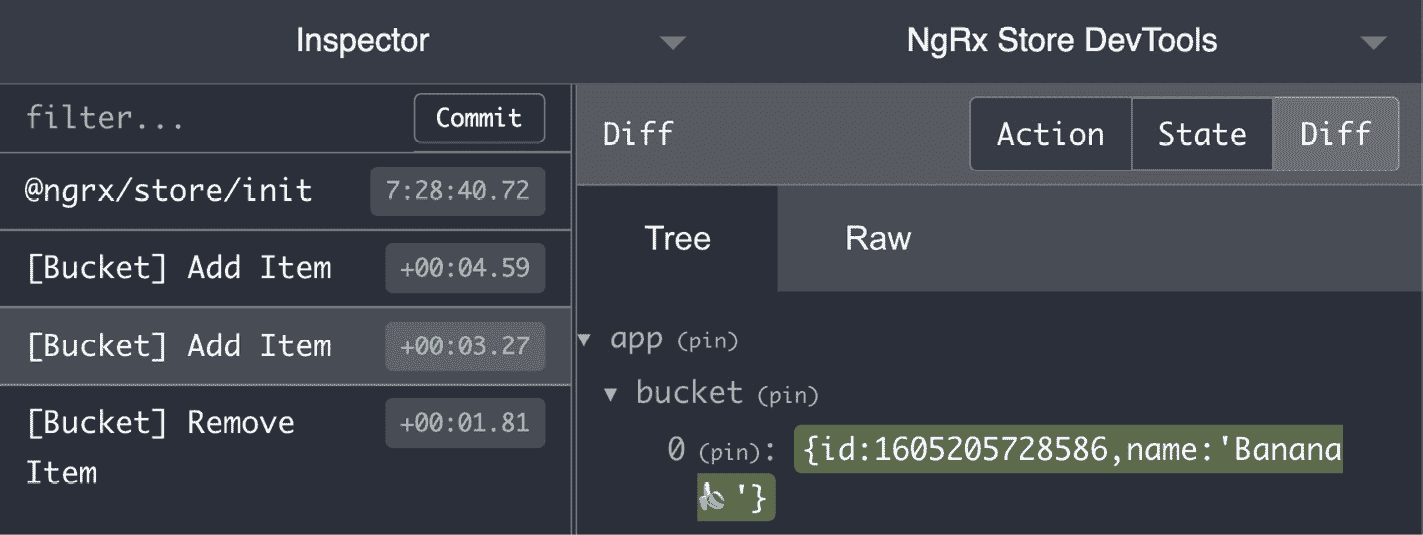 Inspector
NgRx Store DevTools
filter...
Commit
@ngrx/store/init
7:28:40.72
[Bucket] Add Item
+00:04.59
[Bucket] Add Item
+00:03.27
[Bucket] Remove
Item
+00:01.81
Diff
Action
State
Diff
Tree
Raw
app (pin)
bucket (pin)
0 (pin): {id:1605205728586,name:'Banana
🍌'}